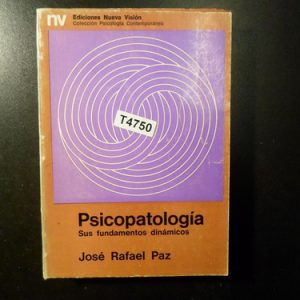 nv
Ediciones Nueva Visión
Colección Psicología Contemporánea
T4750
Psicopatología
Sus fundamentos dinámicos
José Rafael Paz